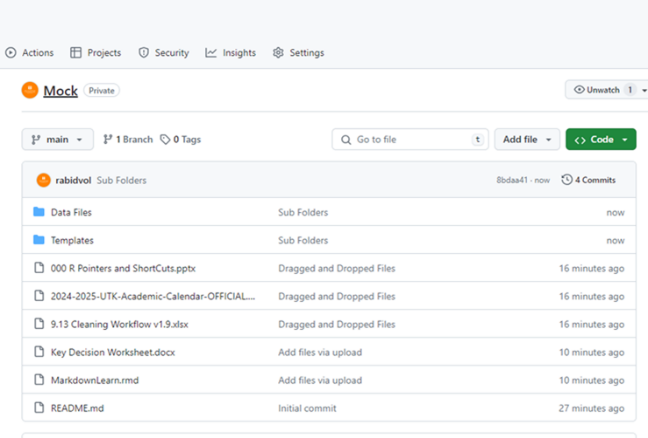 Actions Projects Security Insights Settings
Mock Private Unwatch 1
main 1 Branch 0 Tags Go to file t Add file Code
rabidvol Sub Folders 8bdaa41 · now 4 Commits
Data Files Sub Folders now
Templates Sub Folders now
000 R Pointers and ShortCuts.pptx Dragged and Dropped Files 16 minutes ago
2024-2025-UTK-Academic-Calendar-OFFICIAL.... Dragged and Dropped Files 16 minutes ago
9.13 Cleaning Workflow v1.9.xlsx Dragged and Dropped Files 16 minutes ago
Key Decision Worksheet.docx Add files via upload 10 minutes ago
MarkdownLearn.rmd Add files via upload 10 minutes ago
README.md Initial commit 27 minutes ago